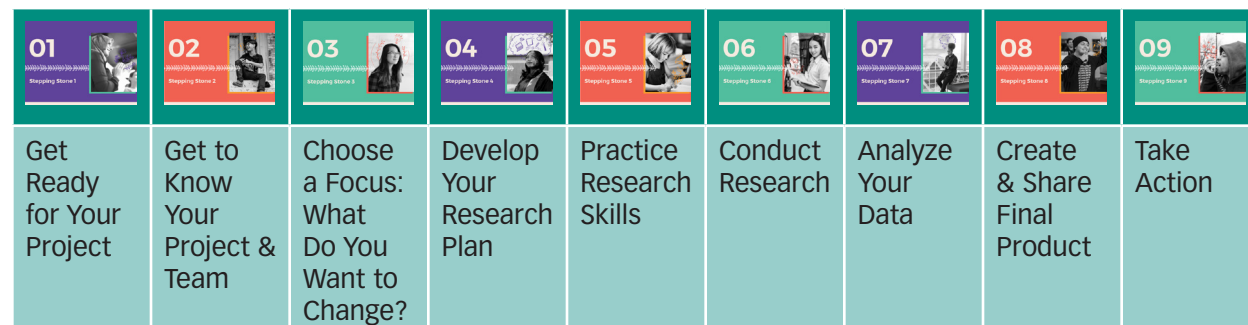 01
Stepping Stone 1
02
Stepping Stone 2
03
Stepping Stone 3
04
Stepping Stone 4
05
Stepping Stone 5
06
Stepping Stone 6
07
Stepping Stone 7
08
Stepping Stone 8
09
Stepping Stone 9
Get
Ready
for Your
Project
Get to
Know
Your
Project &
Team
Choose
a Focus:
What
Do You
Want to
Change?
Develop
Your
Research
Plan
Practice
Research
Skills
Conduct
Research
Analyze
Your
Data
Create
& Share
Final
Product
Take
Action